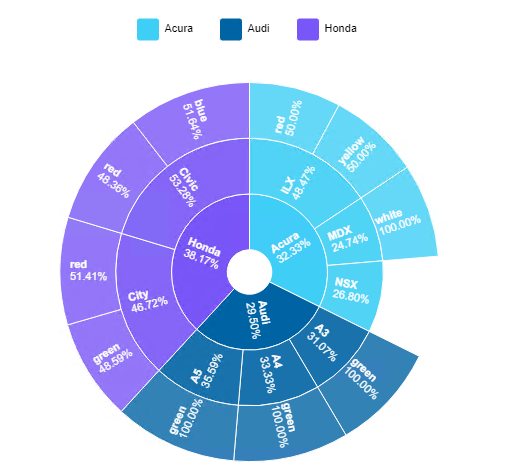 Acura
Audi
Honda
Acura
32.33%
ILX
48.47%
red
50.00%
yellow
50.00%
MDX
24.74%
white
100.00%
NSX
26.80%
Audi
29.50%
A3
31.07%
green
100.00%
A4
33.33%
green
100.00%
A5
35.59%
green
100.00%
Honda
38.17%
City
46.72%
green
48.59%
red
51.41%
Civic
53.28%
red
48.36%
blue
51.64%